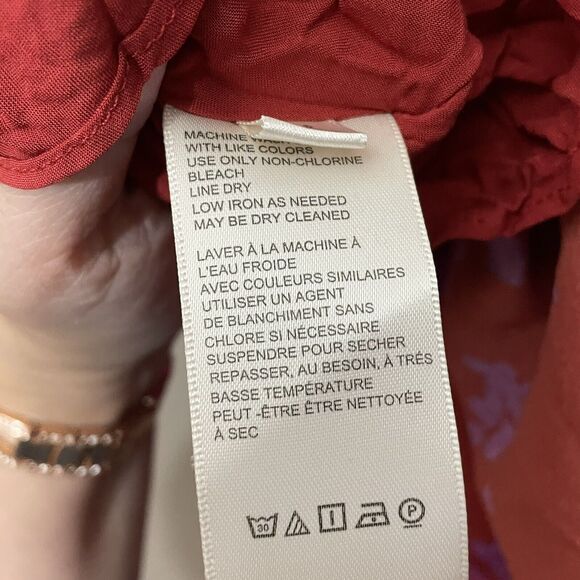 MACHINE
WITH LIKE COLORS
USE ONLY NON-CHLORINE
BLEACH
LINE DRY
LOW IRON AS NEEDED
MAY BE DRY CLEANED
LAVER À LA MACHINE À
L'EAU FROIDE
AVEC COULEURS SIMILAIRES
UTILISER UN AGENT
DE BLANCHIMENT SANS
CHLORE SI NÉCESSAIRE
SUSPENDRE POUR SECHER
REPASSER, AU BESOIN, À TRÉS
BASSE TEMPÉRATURE
PEUT -ÊTRE ÊTRE NETTOYÉE
À SEC
30 P